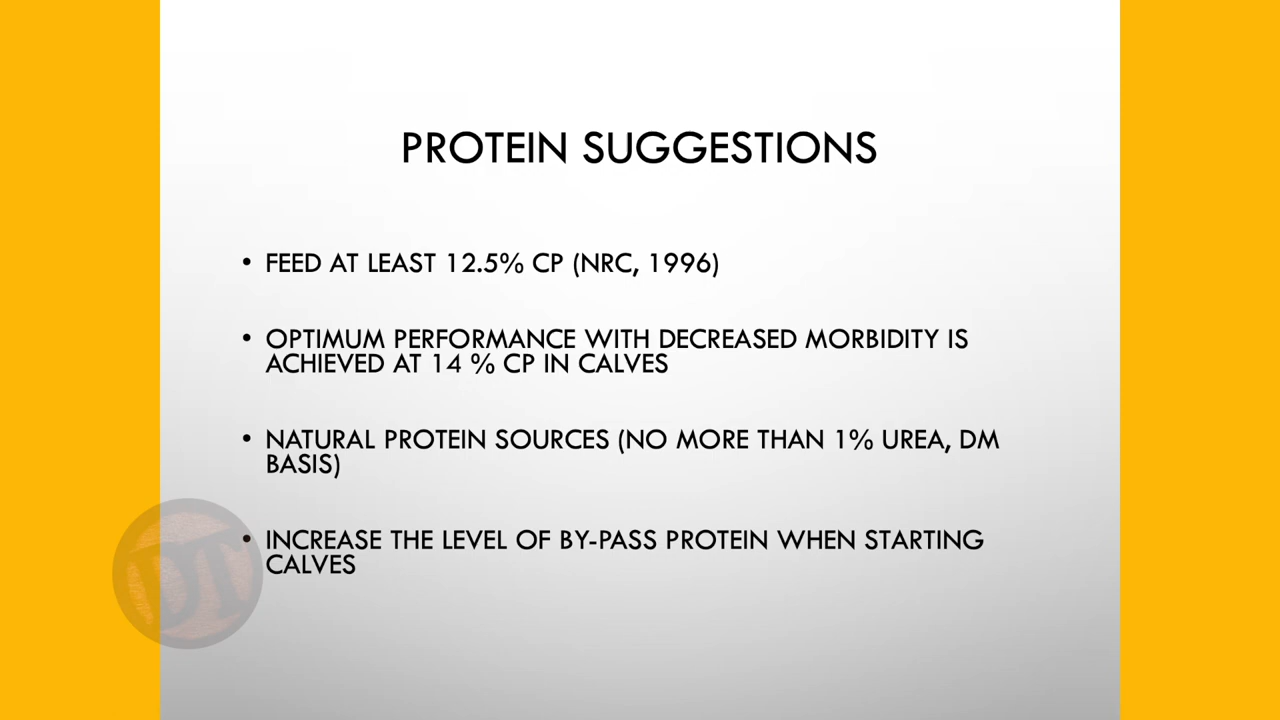 PROTEIN SUGGESTIONS
• FEED AT LEAST 12.5% CP (NRC, 1996)
• OPTIMUM PERFORMANCE WITH DECREASED MORBIDITY IS
ACHIEVED AT 14 % CP IN CALVES
• NATURAL PROTEIN SOURCES (NO MORE THAN 1% UREA, DM
BASIS)
• INCREASE THE LEVEL OF BY-PASS PROTEIN WHEN STARTING
CALVES